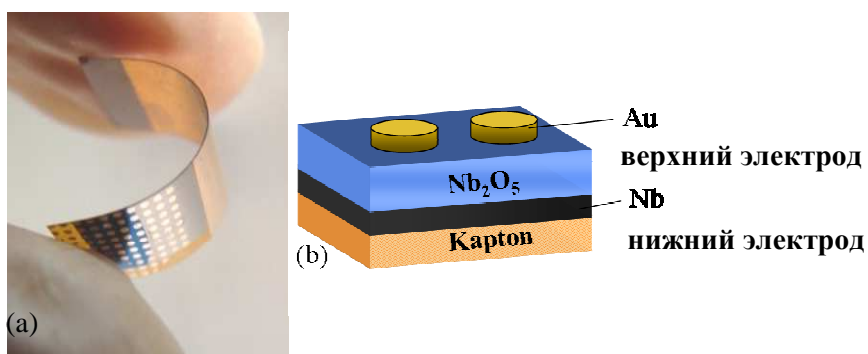 (a)
Au
верхний электрод
Nb₂O₅
Nb
нижний электрод
Kapton
(b)